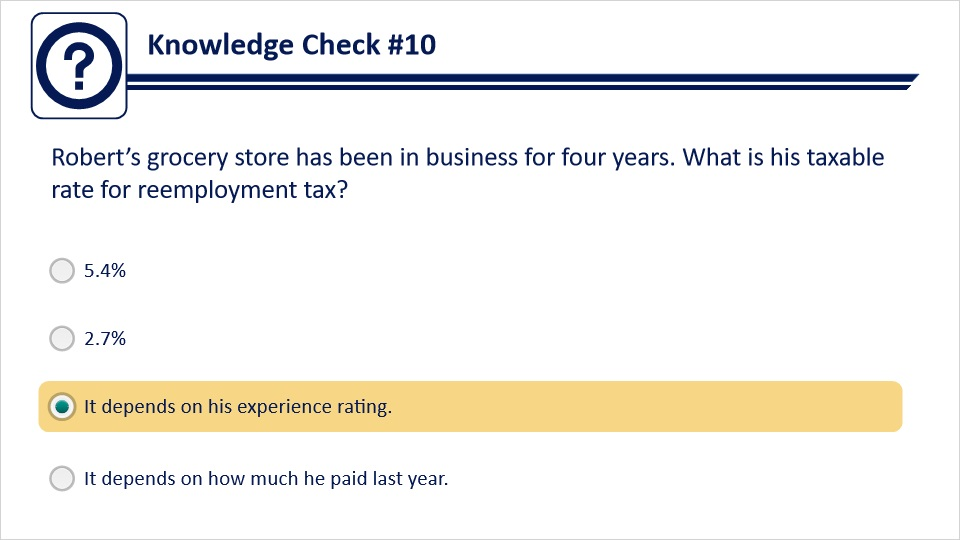 ?
Knowledge Check #10
Robert’s grocery store has been in business for four years. What is his taxable
rate for reemployment tax?
5.4%
2.7%
It depends on his experience rating.
It depends on how much he paid last year.